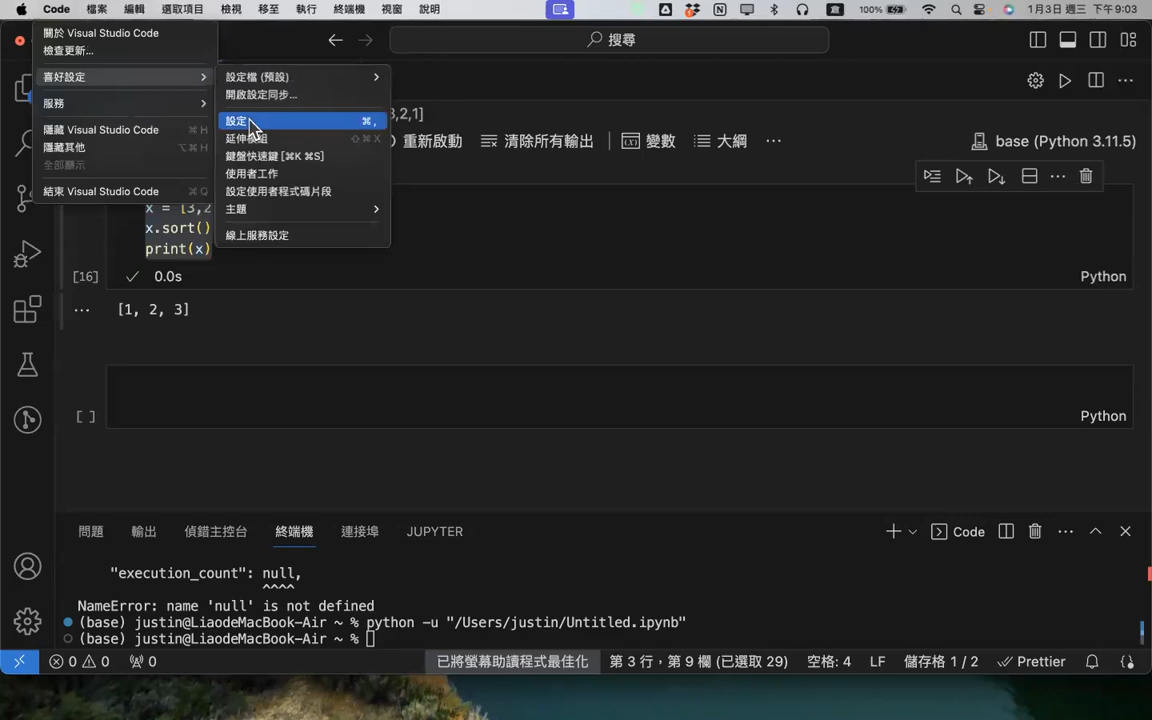 Code 檔案 編輯 選取項目 檢視 移至 執行 終端機 視窗 說明 100% 1月3日 週三 下午9:03
關於 Visual Studio Code
檢查更新...
喜好設定
服務
隱藏 Visual Studio Code ⌘ H
隱藏其他 ⌥ ⌘ H
全部顯示
結束 Visual Studio Code ⌘ Q
設定檔 (預設)
開啟設定同步...
設定 ⌘ ,
延伸模組 ⇧ ⌘ X
鍵盤快速鍵 [⌘K ⌘S]
使用者工作
設定使用者程式碼片段
主題
線上服務設定
搜尋
3,2,1]
重新啟動 清除所有輸出 變數 大綱 ... base (Python 3.11.5)
x = [3,2
x.sort()
print(x)
[16] 0.0s Python
... [1, 2, 3]
[ ] Python
問題 輸出 偵錯主控台 終端機 連接埠 JUPYTER Code
"execution_count": null,
^^^^
NameError: name 'null' is not defined
(base) justin@LiaodeMacBook-Air ~ % python -u "/Users/justin/Untitled.ipynb"
(base) justin@LiaodeMacBook-Air ~ %
0 0 0 已將螢幕助讀程式最佳化 第 3 行，第 9 欄 (已選取 29) 空格: 4 LF 儲存格 1 / 2 Prettier